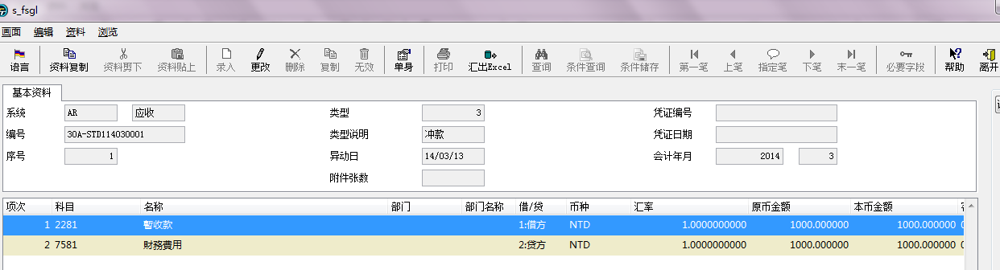 s_fsgl
画面 编辑 资料 浏览
语言 资料复制 资料剪下 资料贴上 录入 更改 删除 复制 无效 单身 打印 汇出Excel 查询 条件查询 条件储存 第一笔 上笔 指定笔 下笔 末一笔 必要字段 帮助 离开
基本资料
系统 AR 应收 类型 3 凭证编号
编号 30A-STD114030001 类型说明 冲款 凭证日期
序号 1 异动日 14/03/13 会计年月 2014 3
附件张数
项次 科目 名称 部门 部门名称 借/贷 币种 汇率 原币金额 本币金额
1 2281 暫收款 1:借方 NTD 1.0000000000 1000.000000 1000.000000
2 7581 財務費用 2:贷方 NTD 1.0000000000 1000.000000 1000.000000